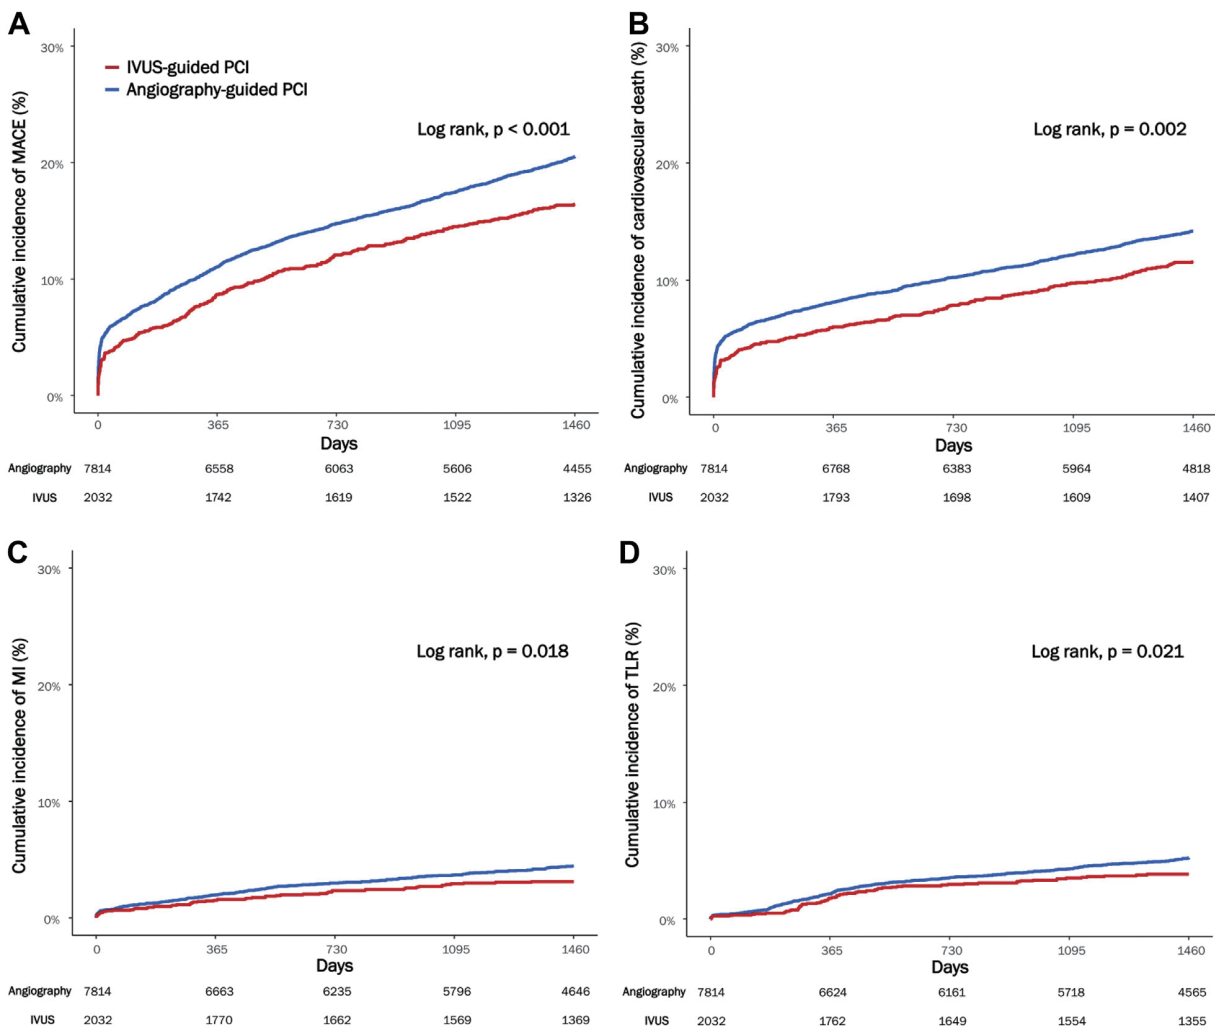 A
Cumulative incidence of MACE (%)
30%
20%
10%
0%
IVUS-guided PCI
Angiography-guided PCI
Log rank, p < 0.001
0 365 730 1095 1460
Days
Angiography 7814 6558 6063 5606 4455
IVUS 2032 1742 1619 1522 1326
B
Cumulative incidence of cardiovascular death (%)
30%
20%
10%
0%
Log rank, p = 0.002
0 365 730 1095 1460
Days
Angiography 7814 6768 6383 5964 4818
IVUS 2032 1793 1698 1609 1407
C
Cumulative incidence of MI (%)
30%
20%
10%
0%
Log rank, p = 0.018
0 365 730 1095 1460
Days
Angiography 7814 6663 6235 5796 4646
IVUS 2032 1770 1662 1569 1369
D
Cumulative incidence of TLR (%)
30%
20%
10%
0%
Log rank, p = 0.021
0 365 730 1095 1460
Days
Angiography 7814 6624 6161 5718 4565
IVUS 2032 1762 1649 1554 1355